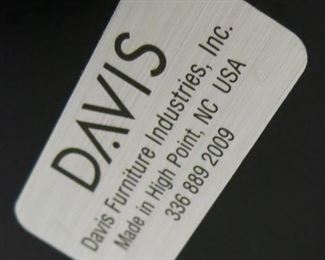 DAVIS
Davis Furniture Industries, Inc.
Made in High Point, NC USA
336 889 2009